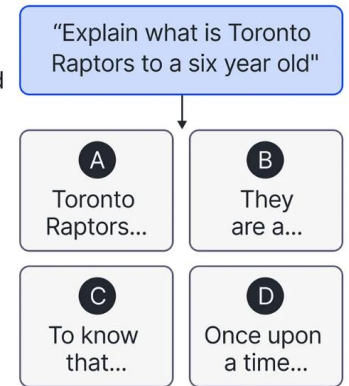 “Explain what is Toronto
Raptors to a six year old"
d
A
Toronto
Raptors...
B
They
are a...
C
To know
that...
D
Once upon
a time...